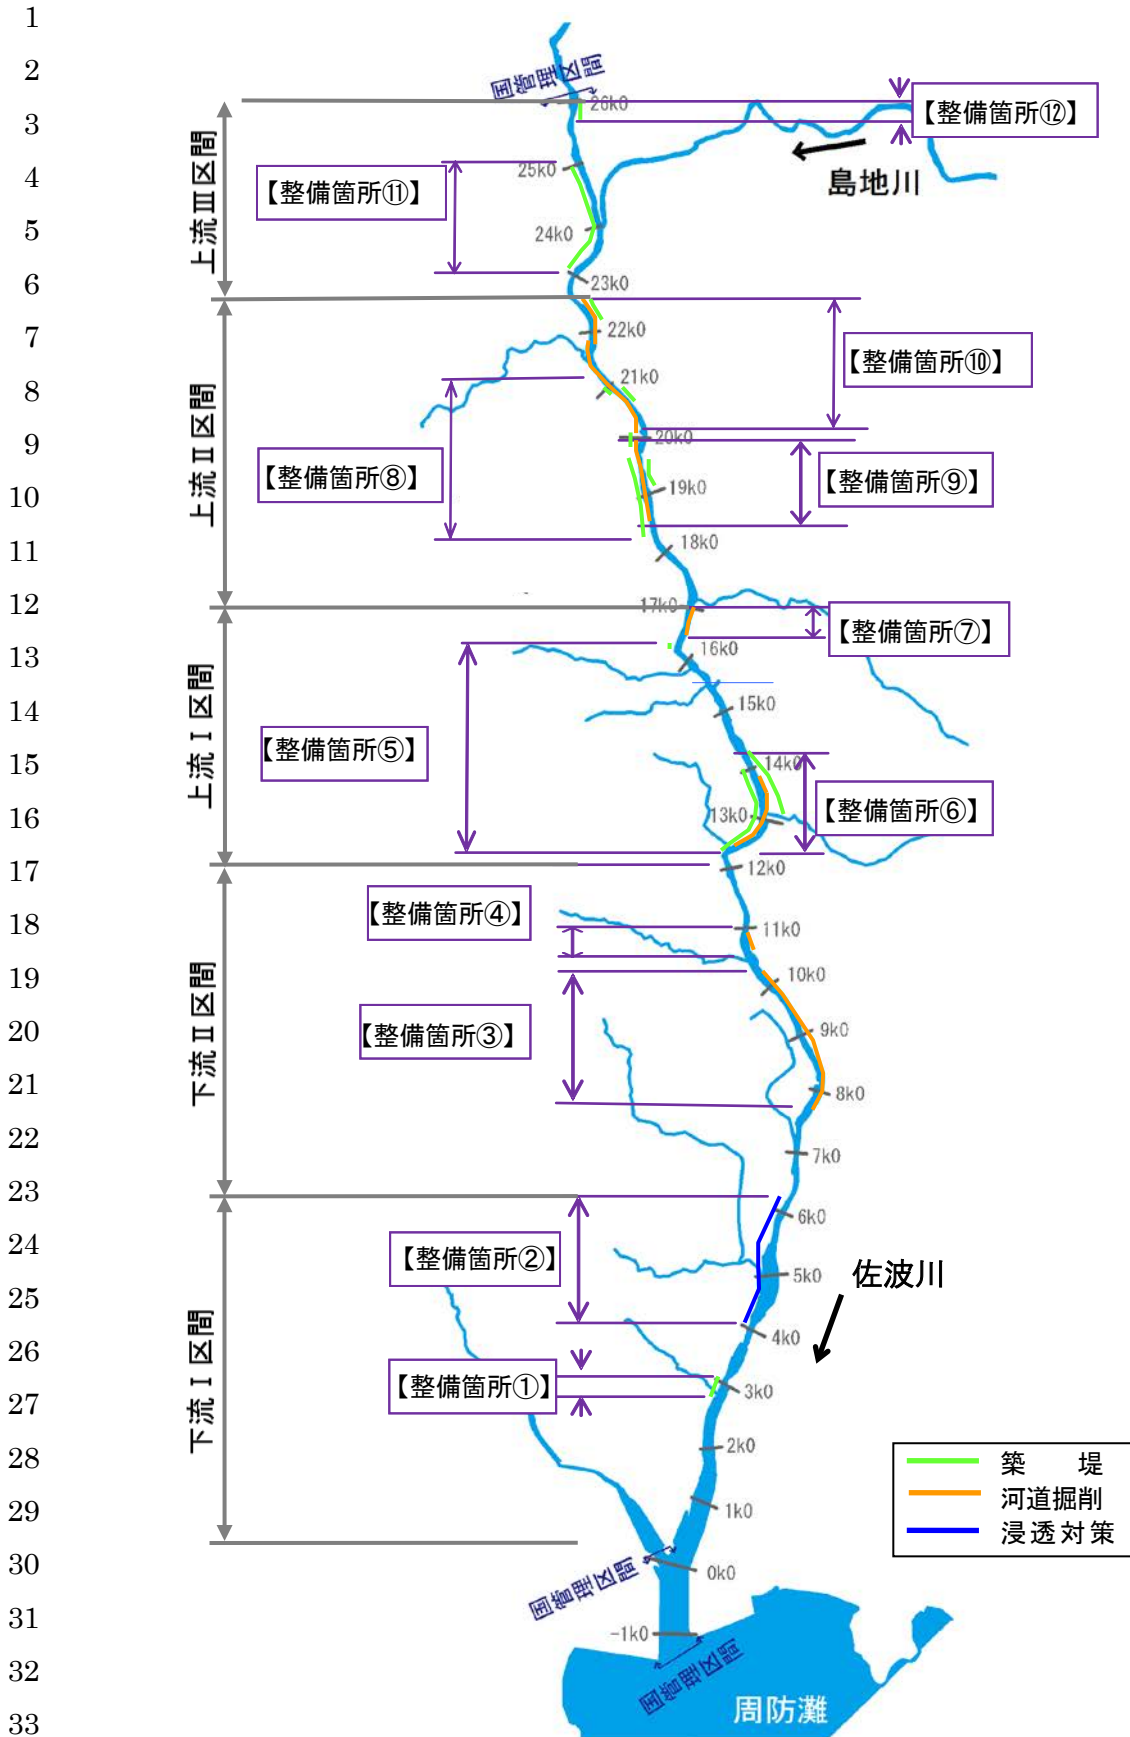 1
2
国管理区間
26k0
【整備箇所⑫】
3
4
25k0
島地川
【整備箇所⑪】
上流Ⅲ区間
5
24k0
6
23k0
7
22k0
【整備箇所⑩】
8
21k0
9
20k0
上流Ⅱ区間
【整備箇所⑧】
【整備箇所⑨】
10
19k0
11
18k0
12
17k0
【整備箇所⑦】
13
16k0
14
15k0
上流Ⅰ区間
【整備箇所⑤】
15
14k0
16
13k0
【整備箇所⑥】
17
12k0
18
【整備箇所④】
11k0
19
10k0
下流Ⅱ区間
20
【整備箇所③】
9k0
21
8k0
22
7k0
23
6k0
24
【整備箇所②】
5k0
佐波川
25
4k0
26
下流Ⅰ区間
【整備箇所①】
3k0
27
28
2k0
築　堤
29
1k0
河道掘削
浸透対策
30
国管理区間
0k0
31
-1k0
32
国管理区間
周防灘
33